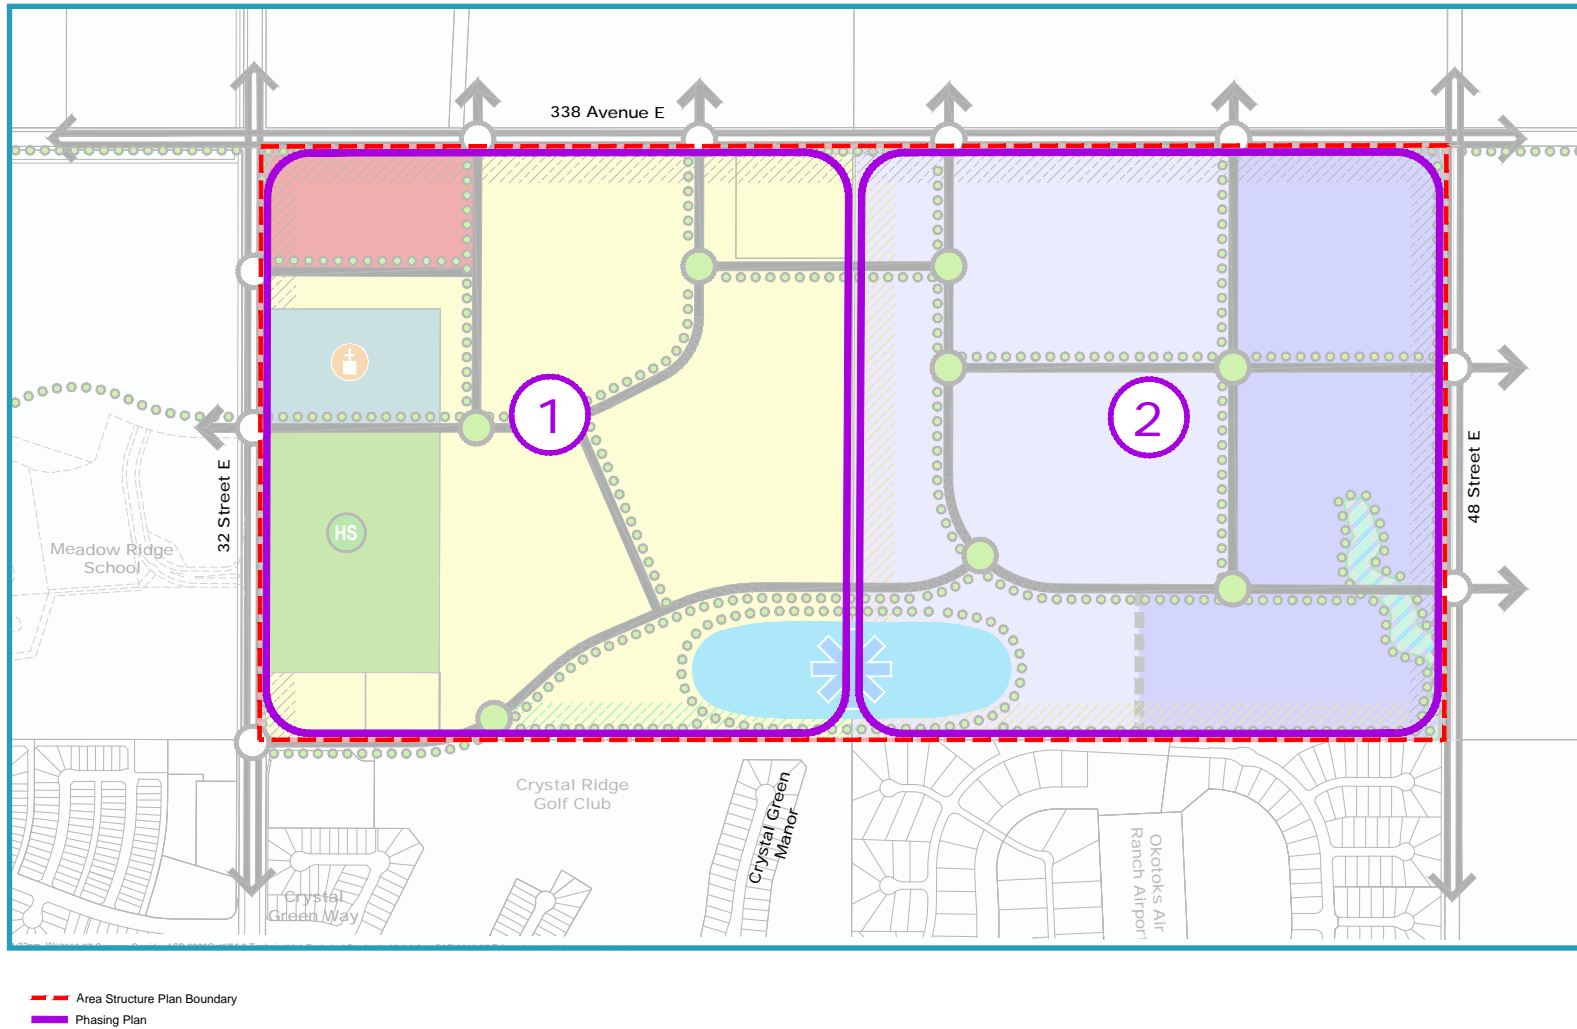 338 Avenue E
1
2
32 Street E
48 Street E
HS
Meadow Ridge
School
Crystal Ridge
Golf Club
Crystal Green
Manor
Okotoks Air
Ranch Airport
Crystal
Green Way
Area Structure Plan Boundary
Phasing Plan